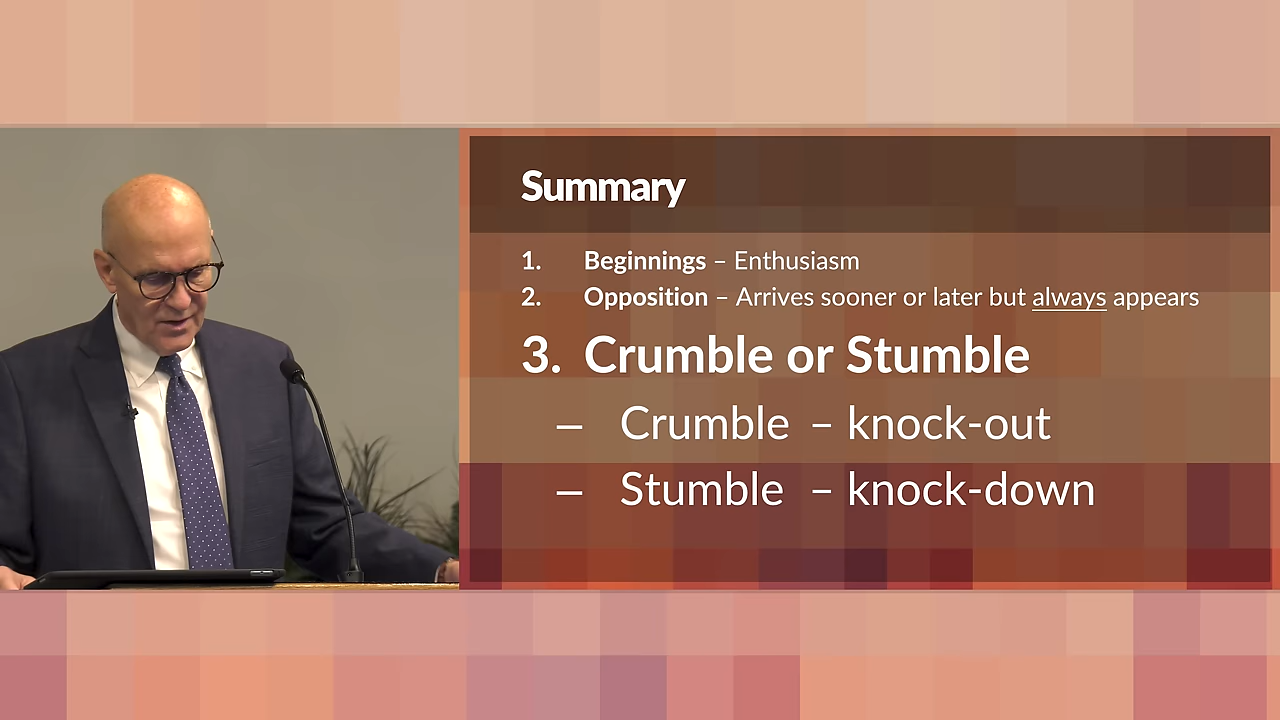 Summary
1. Beginnings – Enthusiasm
2. Opposition – Arrives sooner or later but always appears
3. Crumble or Stumble
– Crumble – knock-out
– Stumble – knock-down